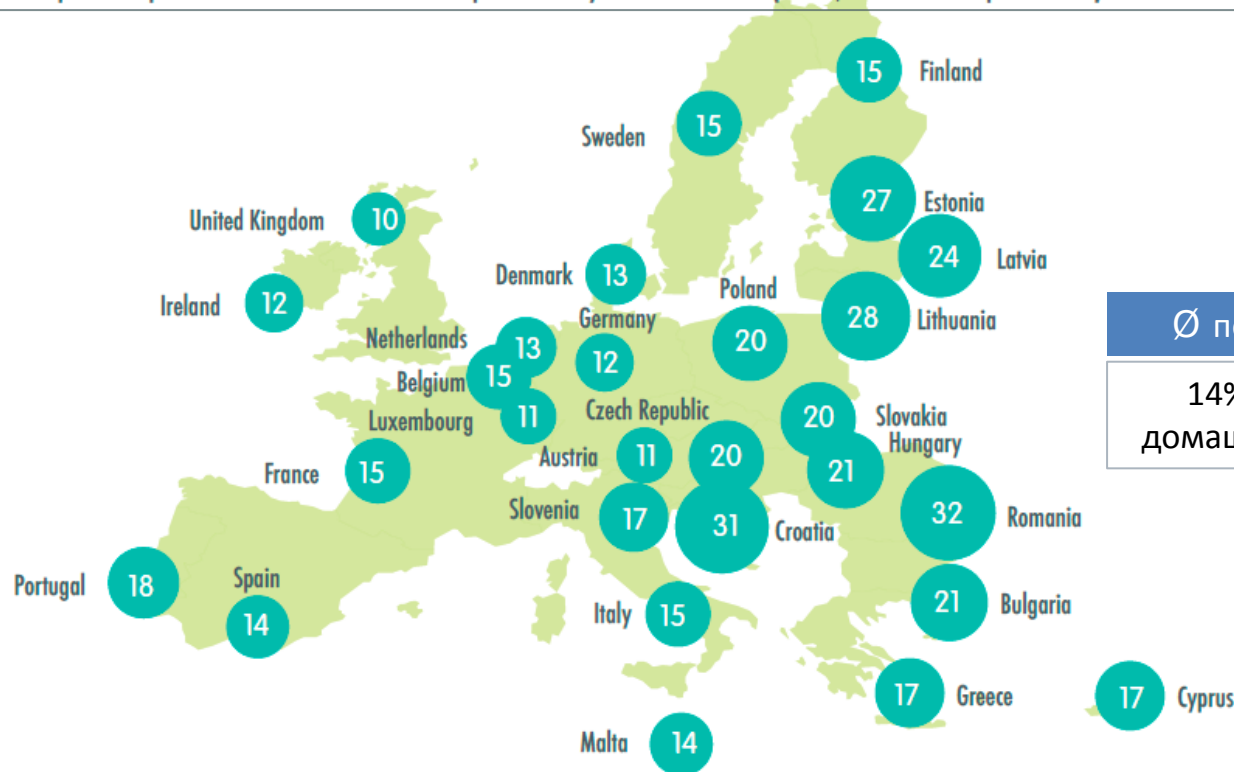 15 Finland
Sweden 15
27 Estonia
United Kingdom 10
24 Latvia
Denmark 13
Ireland 12
Poland
20
28 Lithuania
Germany
12
Netherlands 13
Belgium 15
Luxembourg 11
Czech Republic
20
20 Slovakia
Hungary
21
Austria 11
France 15
Slovenia 17
31 Croatia
32 Romania
Portugal 18
Spain
14
Italy 15
21 Bulgaria
17 Greece
17 Cyprus
Malta 14
Ø
14%